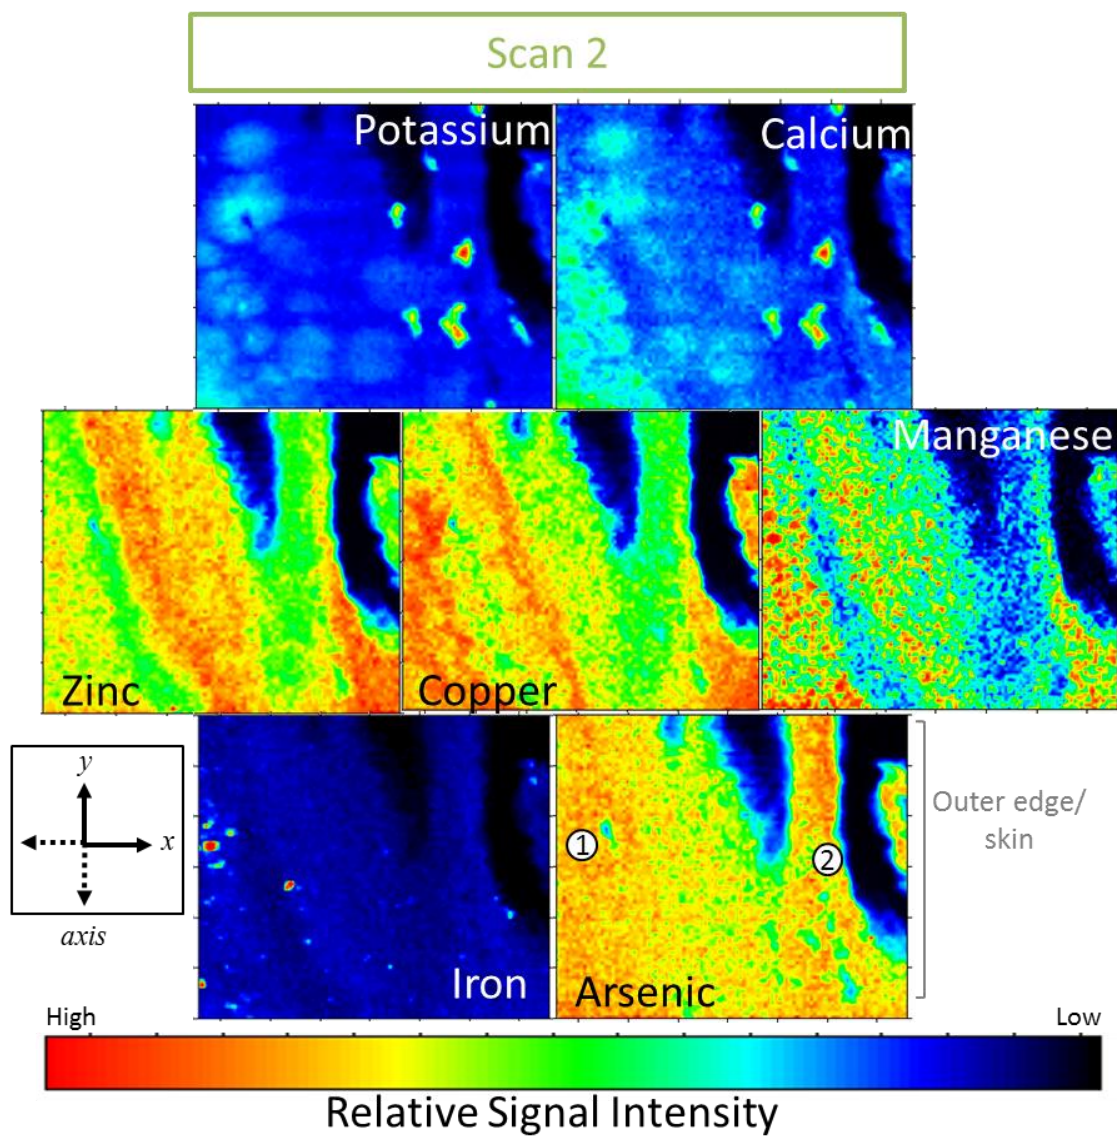 Scan 2
Potassium
Calcium
Zinc
Copper
Manganese
y
x
axis
Iron
1
2
Arsenic
Outer edge/
skin
High
Low
Relative Signal Intensity